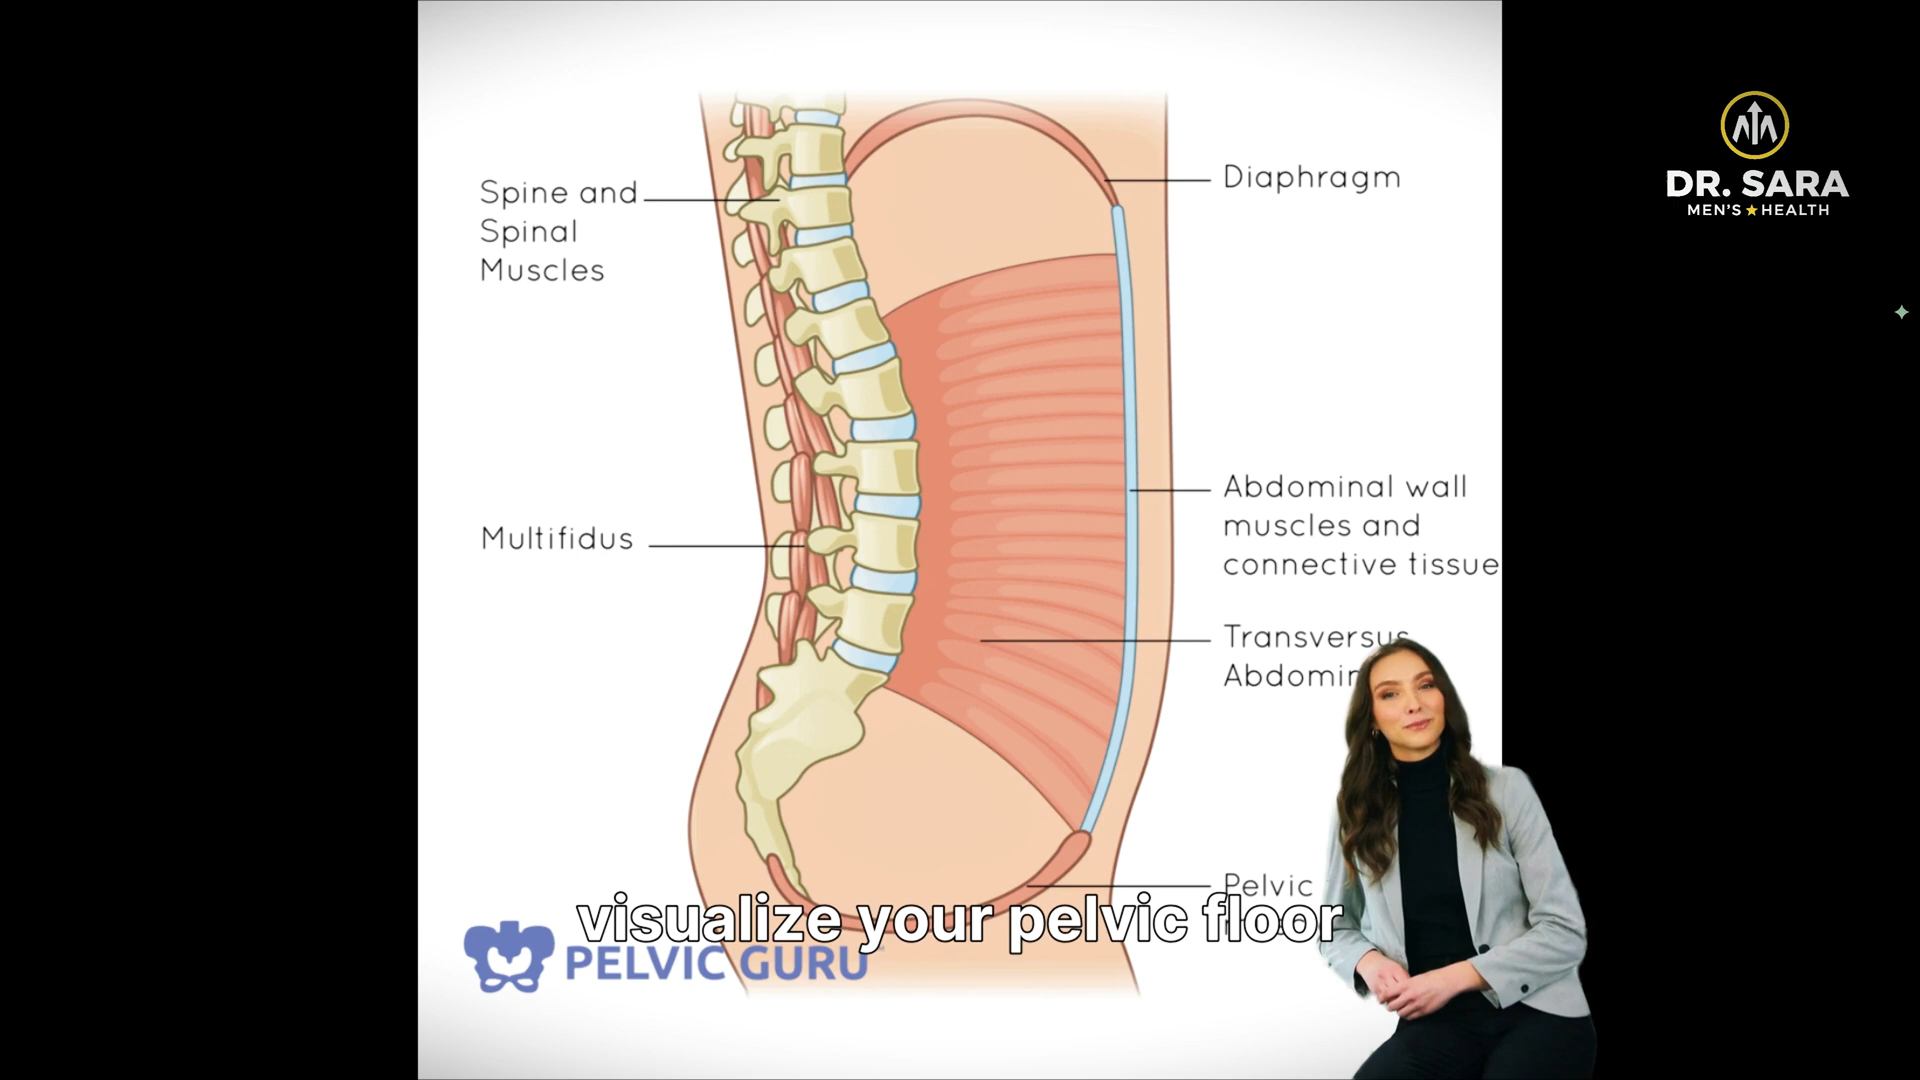 Spine and
Spinal
Muscles
Multifidus
Diaphragm
Abdominal wall
muscles and
connective tissue
Transversus
Pelvic
visualize your pelvic floor
PELVIC GURU
DR. SARA
MEN'S★HEALTH